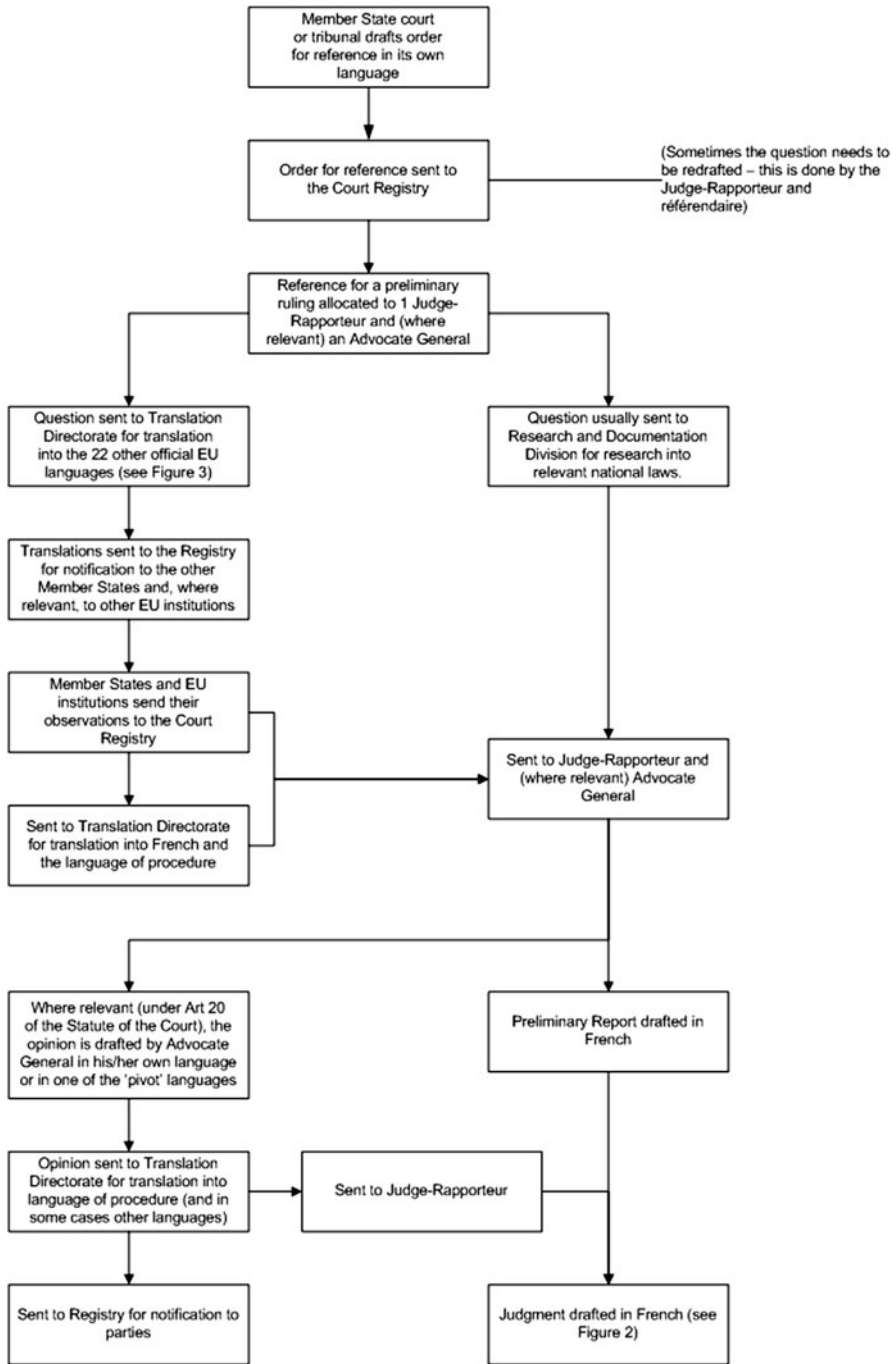 Member State court
or tribunal drafts order
for reference in its own
language
Order for reference sent to
the Court Registry
(Sometimes the question needs to
be redrafted – this is done by the
Judge-Rapporteur and
référendaire)
Reference for a preliminary
ruling allocated to 1 Judge-
Rapporteur and (where
relevant) an Advocate General
Question sent to Translation
Directorate for translation
into the 22 other official EU
languages (see Figure 3)
Question usually sent to
Research and Documentation
Division for research into
relevant national laws.
Translations sent to the Registry
for notification to the other
Member States and, where
relevant, to other EU institutions
Member States and EU
institutions send their
observations to the Court
Registry
Sent to Judge-Rapporteur and
(where relevant) Advocate
General
Sent to Translation Directorate
for translation into French and
the language of procedure
Where relevant (under Art 20
of the Statute of the Court), the
opinion is drafted by Advocate
General in his/her own language
or in one of the ‘pivot’ languages
Preliminary Report drafted in
French
Opinion sent to Translation
Directorate for translation into
language of procedure (and in
some cases other languages)
Sent to Judge-Rapporteur
Sent to Registry for notification to
parties
Judgment drafted in French (see
Figure 2)